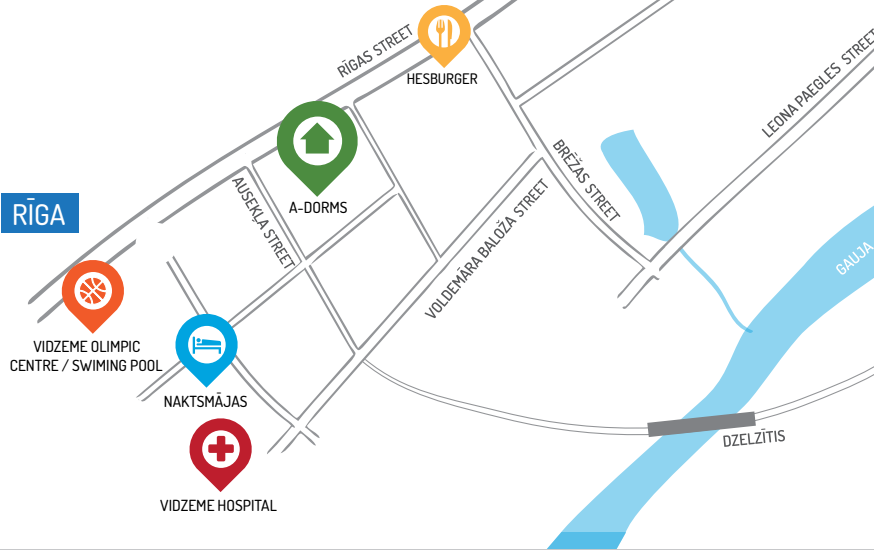 RĪGAS STREET
HESBURGER
LEONA PAEGLES STREET
A-DORMS
AUSEKĻA STREET
BRĒŽAS STREET
RĪGA
VOLDEMĀRA BALOŽA STREET
GAUJA
VIDZEME OLIMPIC
CENTRE / SWIMING POOL
NAKTSMĀJAS
DZELZĪTIS
VIDZEME HOSPITAL